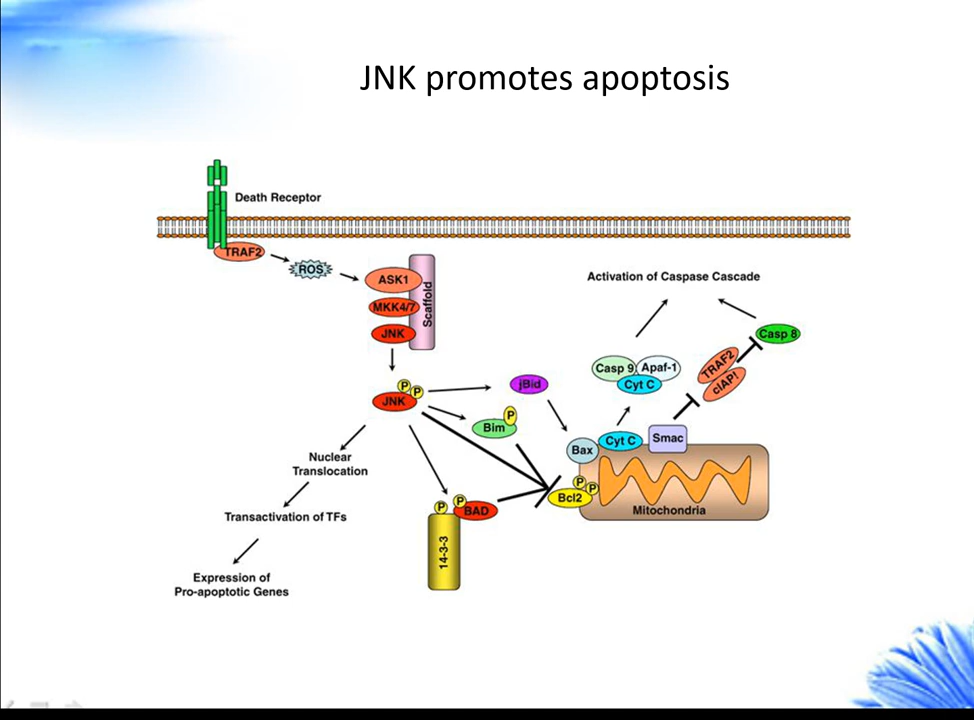 JNK promotes apoptosis
Death Receptor
TRAF2
ROS
ASK1
MKK4/7
JNK
Scaffold
Activation of Caspase Cascade
Casp 8
TRAF2
cIAP!
Casp 9
Apaf-1
Cyt C
P
P
JNK
jBid
P
Bim
Bax
Cyt C
Smac
Nuclear
Translocation
P
P
Bcl2
Mitochondria
P
P
BAD
14-3-3
Transactivation of TFs
Expression of
Pro-apoptotic Genes